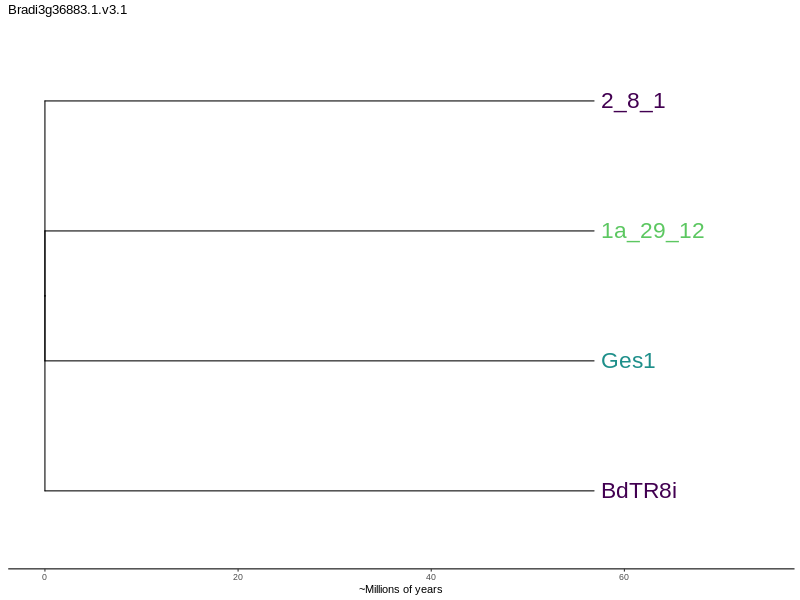 Bradi3g36883.1.v3.1
2_8_1
1a_29_12
Ges1
BdTR8i
0 20 40 60
~Millions of years